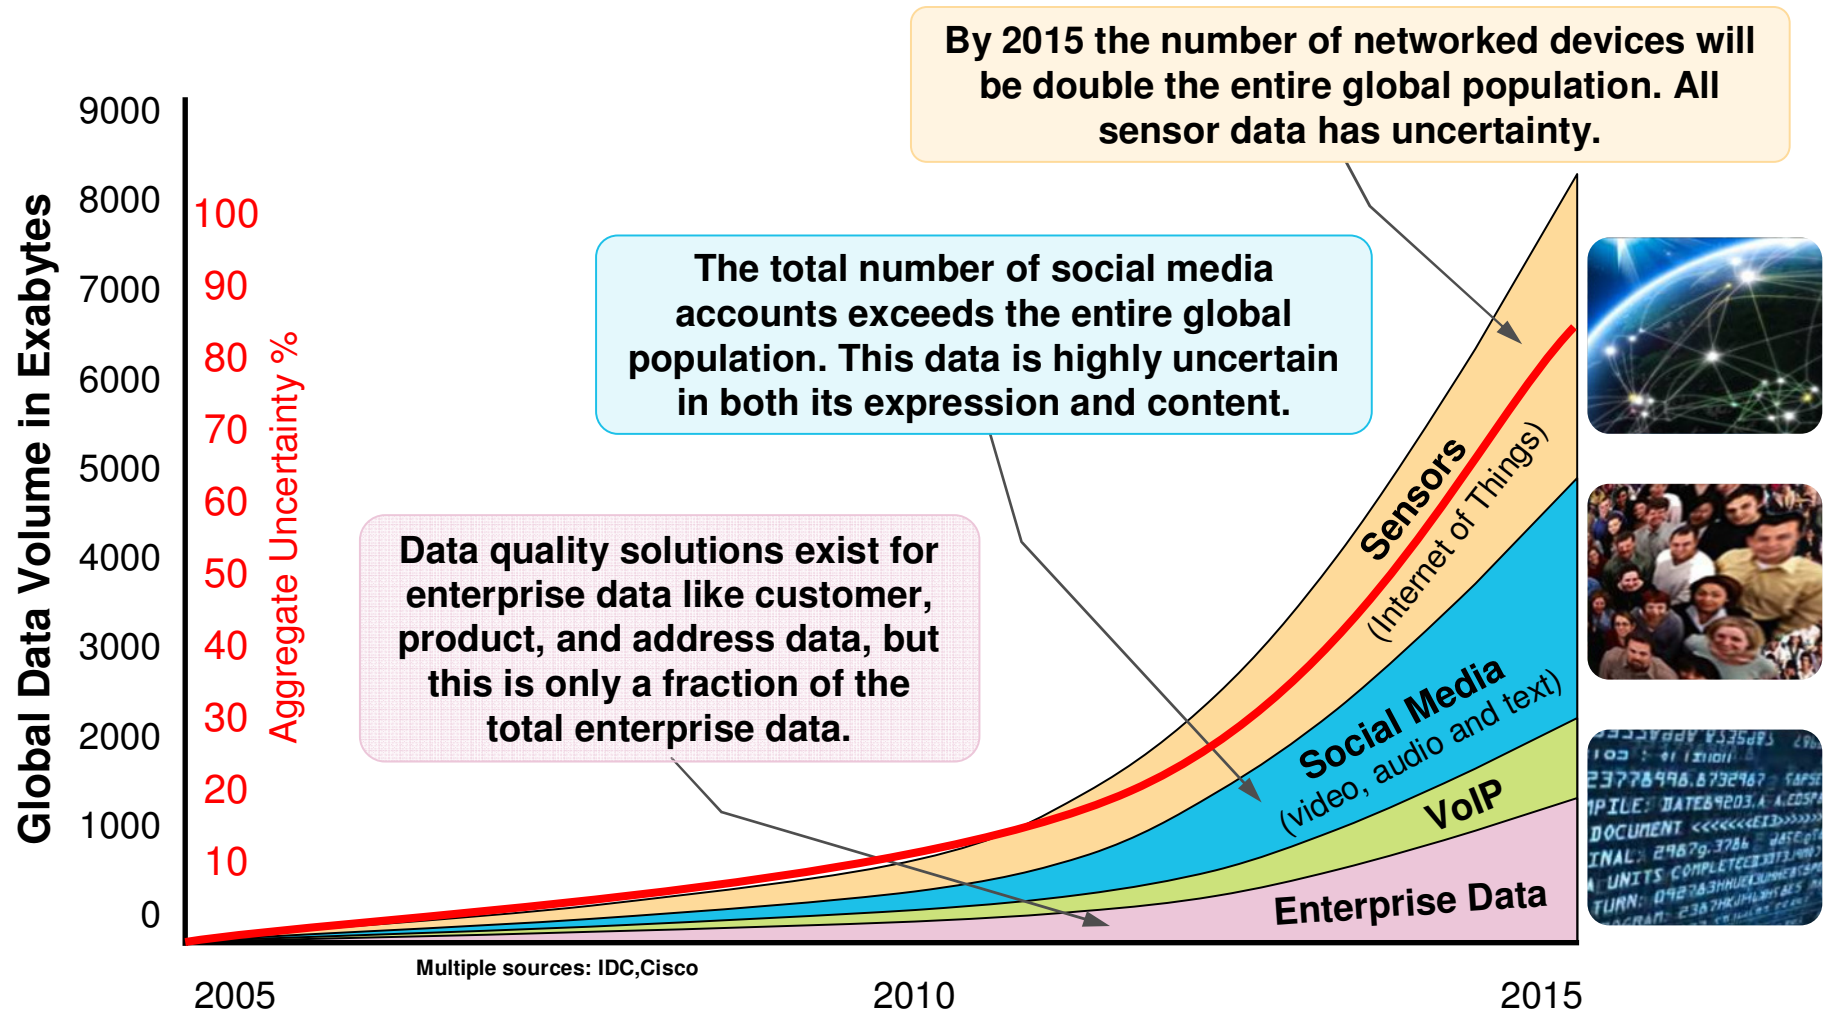 By 2015 the number of networked devices will
be double the entire global population. All
sensor data has uncertainty.
The total number of social media
accounts exceeds the entire global
population. This data is highly uncertain
in both its expression and content.
Data quality solutions exist for
enterprise data like customer,
product, and address data, but
this is only a fraction of the
total enterprise data.
Global Data Volume in Exabytes
9000
8000
7000
6000
5000
4000
3000
2000
1000
0
Aggregate Uncertainty %
100
90
80
70
60
50
40
30
20
10
Sensors
(Internet of Things)
Social Media
(video, audio and text)
VoIP
Enterprise Data
Multiple sources: IDC,Cisco
2005
2010
2015
DOCUMENT
UNITS